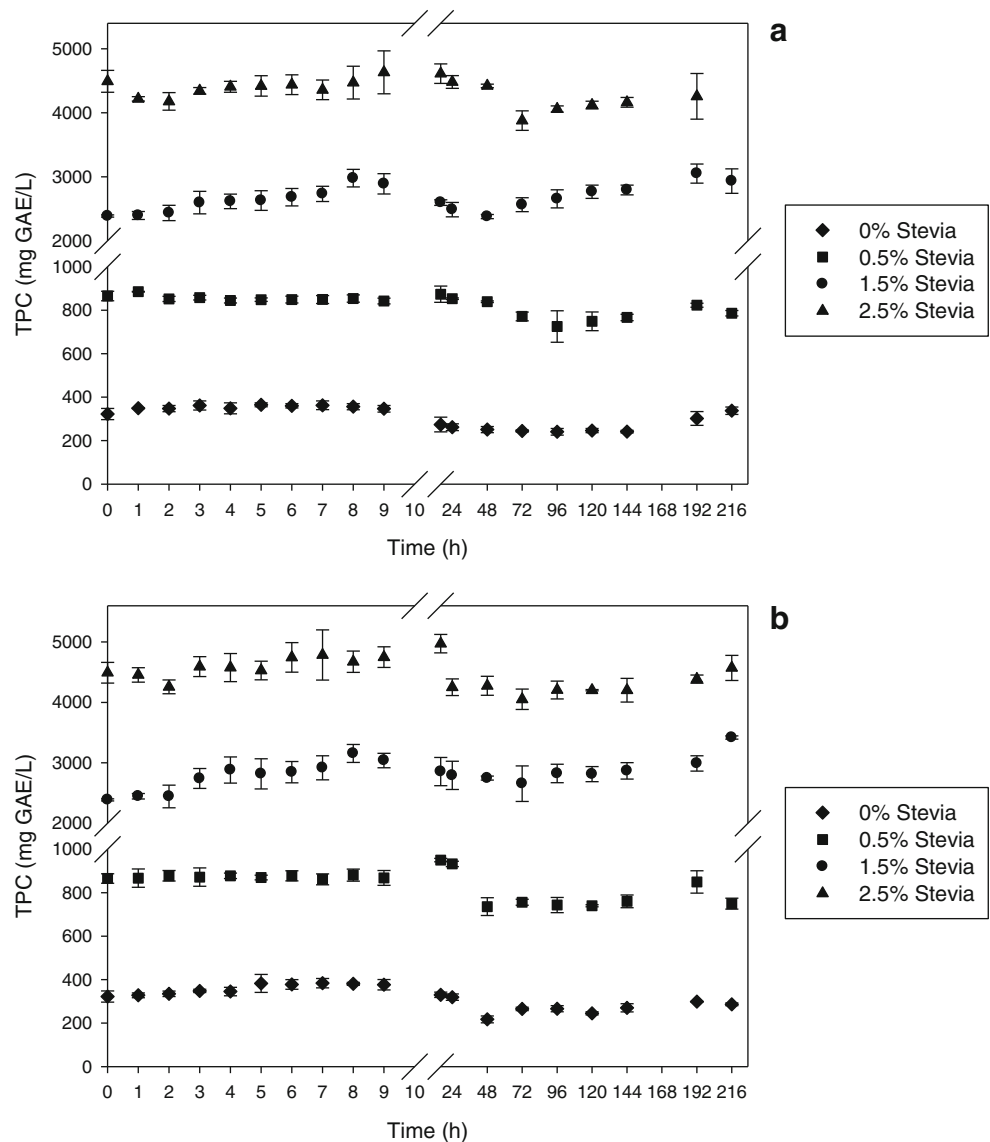 a
5000
4000
3000
2000
1000
800
600
400
200
0
TPC (mg GAE/L)
0 1 2 3 4 5 6 7 8 9 10 24 48 72 96 120 144 168 192 216
Time (h)
0% Stevia
0.5% Stevia
1.5% Stevia
2.5% Stevia
b
5000
4000
3000
2000
1000
800
600
400
200
0
TPC (mg GAE/L)
0 1 2 3 4 5 6 7 8 9 10 24 48 72 96 120 144 168 192 216
Time (h)
0% Stevia
0.5% Stevia
1.5% Stevia
2.5% Stevia